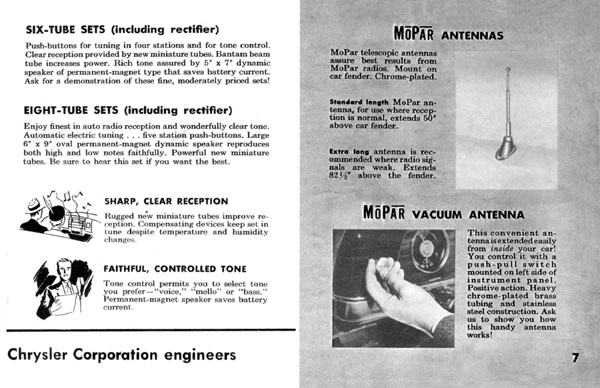 SIX-TUBE SETS (including rectifier)
Push-buttons for tuning in four stations and for tone control.
Clear reception provided by new miniature tubes. Bantam beam
tube increases power. Rich tone assured by 5" x 7" dynamic
speaker of permanent-magnet type that saves battery current.
Ask for a demonstration of these fine, moderately priced sets!
EIGHT-TUBE SETS (including rectifier)
Enjoy finest in auto radio reception and wonderfully clear tone.
Automatic electric tuning . . . five station push-buttons. Large
6" x 9" oval permanent-magnet dynamic speaker reproduces
both high and low notes faithfully. Powerful new miniature
tubes. Be sure to hear this set if you want the best.
SHARP, CLEAR RECEPTION
Rugged new miniature tubes improve re-
ception. Compensating devices keep set in
tune despite temperature and humidity
changes.
FAITHFUL, CONTROLLED TONE
Tone control permits you to select tone
you prefer—"voice," "mello" or "bass."
Permanent-magnet speaker saves battery
current.
Chrysler Corporation engineers
MOPAR ANTENNAS
MoPar telescopic antennas
assure best results from
MoPar radios. Mount on
car fender. Chrome-plated.
Standard length MoPar an-
tenna, for use where recep-
tion is normal, extends 50"
above car fender.
Extra long antenna is rec-
ommended where radio sig-
nals are weak. Extends
82½" above the fender.
MOPAR VACUUM ANTENNA
This convenient an-
tenna is extended easily
from inside your car!
You control it with a
push-pull switch
mounted on left side of
instrument panel.
Positive action. Heavy
chrome-plated brass
tubing and stainless
steel construction. Ask
us to show you how
this handy antenna
works!
7